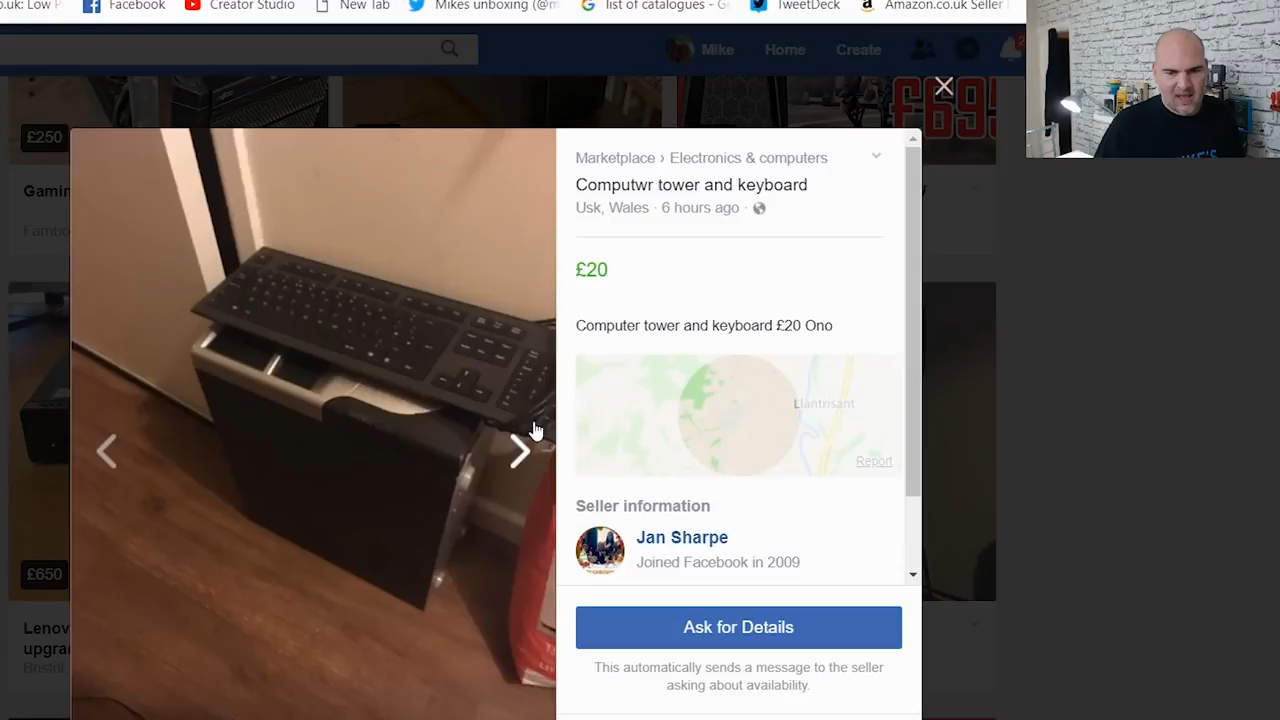 o.uk: Low P
Facebook
Creator Studio
New Tab
Mikes unboxing (@m
list of catalogues - G
TweetDeck
Amazon.co.uk Seller
Mike
Home
Create
2
£250
£695
Gamin
Marketplace › Electronics & computers
Computwr tower and keyboard
Usk, Wales · 6 hours ago ·
£20
Computer tower and keyboard £20 Ono
Llantrisant
Report
Seller information
Jan Sharpe
Joined Facebook in 2009
£650
Lenov
upgra
Bristol,
Ask for Details
This automatically sends a message to the seller
asking about availability.